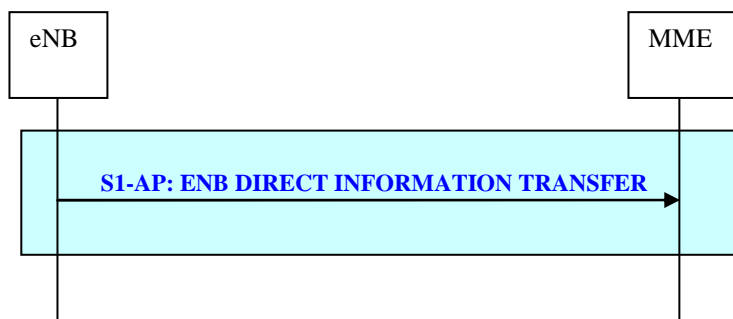 eNB
MME
S1-AP: ENB DIRECT INFORMATION TRANSFER